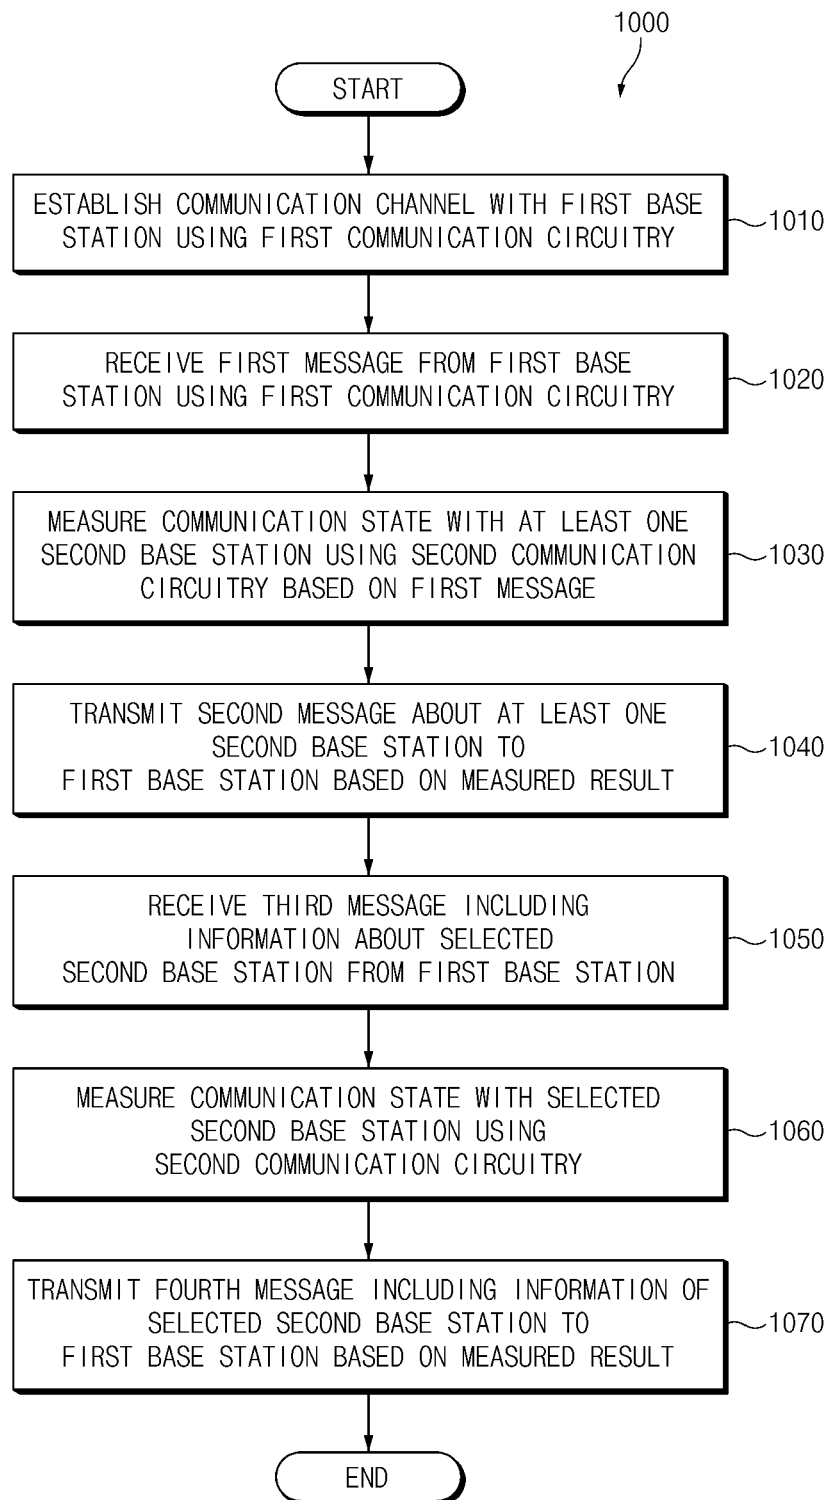 1000
START
ESTABLISH COMMUNICATION CHANNEL WITH FIRST BASE
STATION USING FIRST COMMUNICATION CIRCUITRY
1010
RECEIVE FIRST MESSAGE FROM FIRST BASE
STATION USING FIRST COMMUNICATION CIRCUITRY
1020
MEASURE COMMUNICATION STATE WITH AT LEAST ONE
SECOND BASE STATION USING SECOND COMMUNICATION
CIRCUITRY BASED ON FIRST MESSAGE
1030
TRANSMIT SECOND MESSAGE ABOUT AT LEAST ONE
SECOND BASE STATION TO
FIRST BASE STATION BASED ON MEASURED RESULT
1040
RECEIVE THIRD MESSAGE INCLUDING
INFORMATION ABOUT SELECTED
SECOND BASE STATION FROM FIRST BASE STATION
1050
MEASURE COMMUNICATION STATE WITH SELECTED
SECOND BASE STATION USING
SECOND COMMUNICATION CIRCUITRY
1060
TRANSMIT FOURTH MESSAGE INCLUDING INFORMATION OF
SELECTED SECOND BASE STATION TO
FIRST BASE STATION BASED ON MEASURED RESULT
1070
END